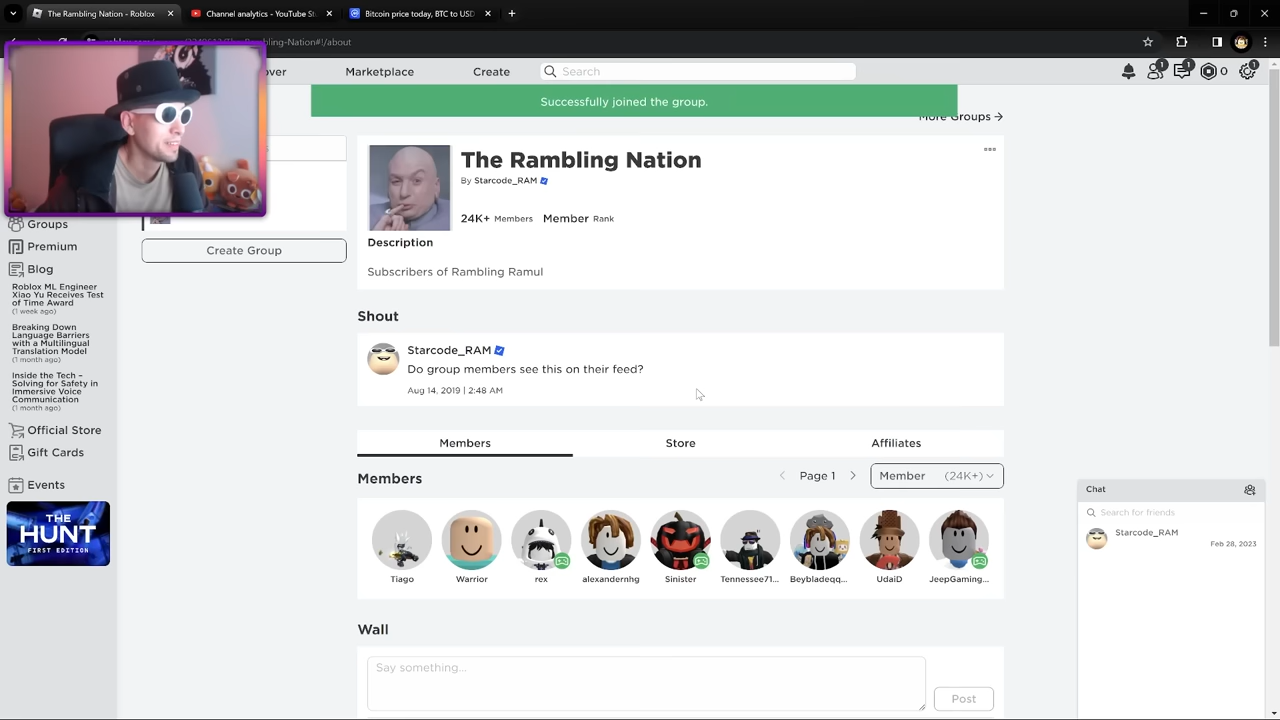 The Rambling Nation - Roblox
Channel analytics - YouTube St
Bitcoin price today, BTC to USD
Marketplace
Create
Search
1
1
0
1
Successfully joined the group.
More Groups
The Rambling Nation
By Starcode_RAM
24K+ Members Member Rank
Description
Subscribers of Rambling Ramul
Groups
Premium
Blog
Roblox ML Engineer
Xiao Yu Receives Test
of Time Award
(1 week ago)
Breaking Down
Language Barriers
with a Multilingual
Translation Model
(1 month ago)
Inside the Tech –
Solving for Safety in
Immersive Voice
Communication
(1 month ago)
Official Store
Gift Cards
Events
THE
HUNT
FIRST EDITION
Create Group
Shout
Starcode_RAM
Do group members see this on their feed?
Aug 14, 2019 | 2:48 AM
Members
Store
Affiliates
Members
Page 1
Member (24K+)
Tiago
Warrior
rex
alexandernhg
Sinister
Tennessee71...
Beybladeqq...
UdaiD
JeepGaming...
Wall
Say something...
Post
Chat
Search for friends
Starcode_RAM
Feb 28, 2023